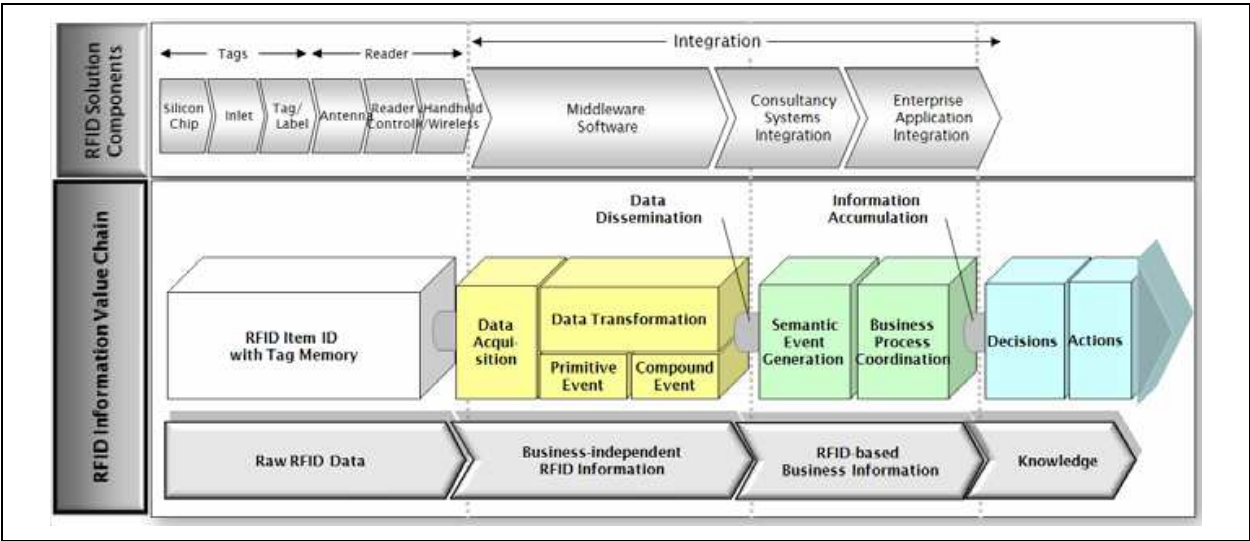 RFID Solution
Components
Tags
Reader
Integration
Silicon
Chip
Inlet
Tag/
Label
Antenna
Reader
Controll
Handheld
/Wireless
Middleware
Software
Consultancy
Systems
Integration
Enterprise
Application
Integration
RFID Information Value Chain
Data
Dissemination
Information
Accumulation
RFID Item ID
with Tag Memory
Data
Acqui-
sition
Data Transformation
Primitive
Event
Compound
Event
Semantic
Event
Generation
Business
Process
Coordination
Decisions
Actions
Raw RFID Data
Business-independent
RFID Information
RFID-based
Business Information
Knowledge